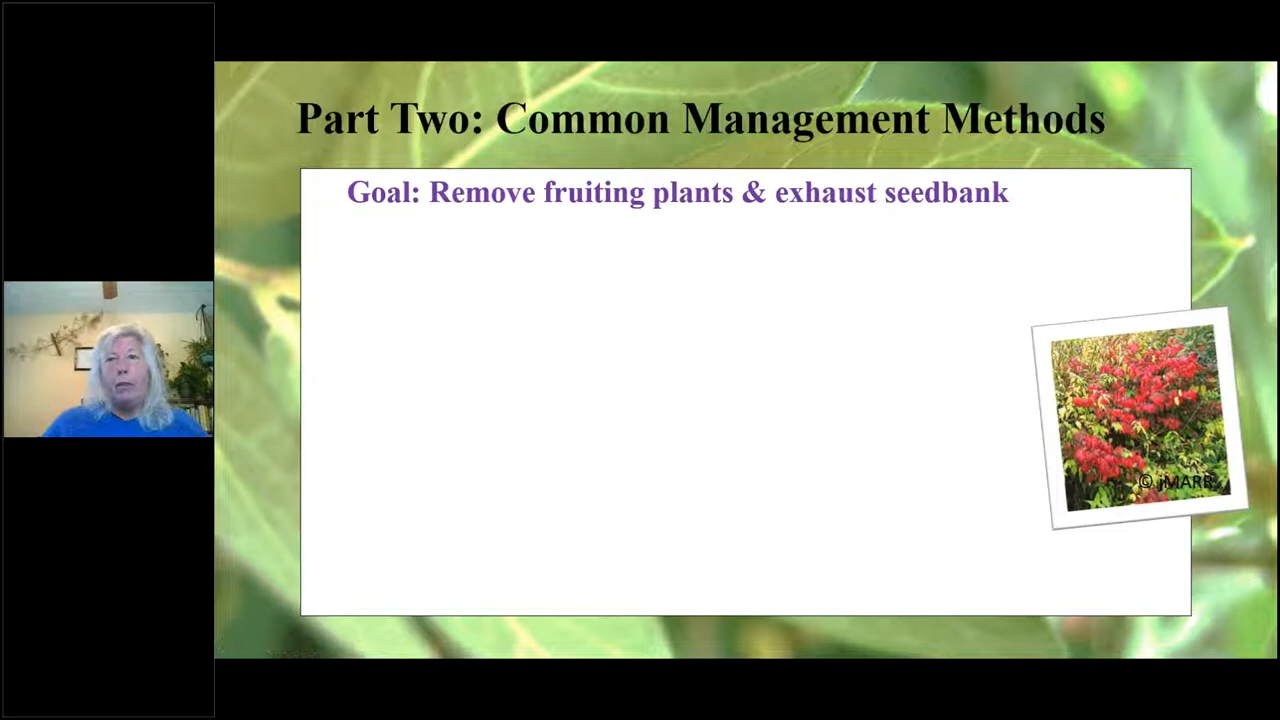 Part Two: Common Management Methods
Goal: Remove fruiting plants & exhaust seedbank
© jMARR